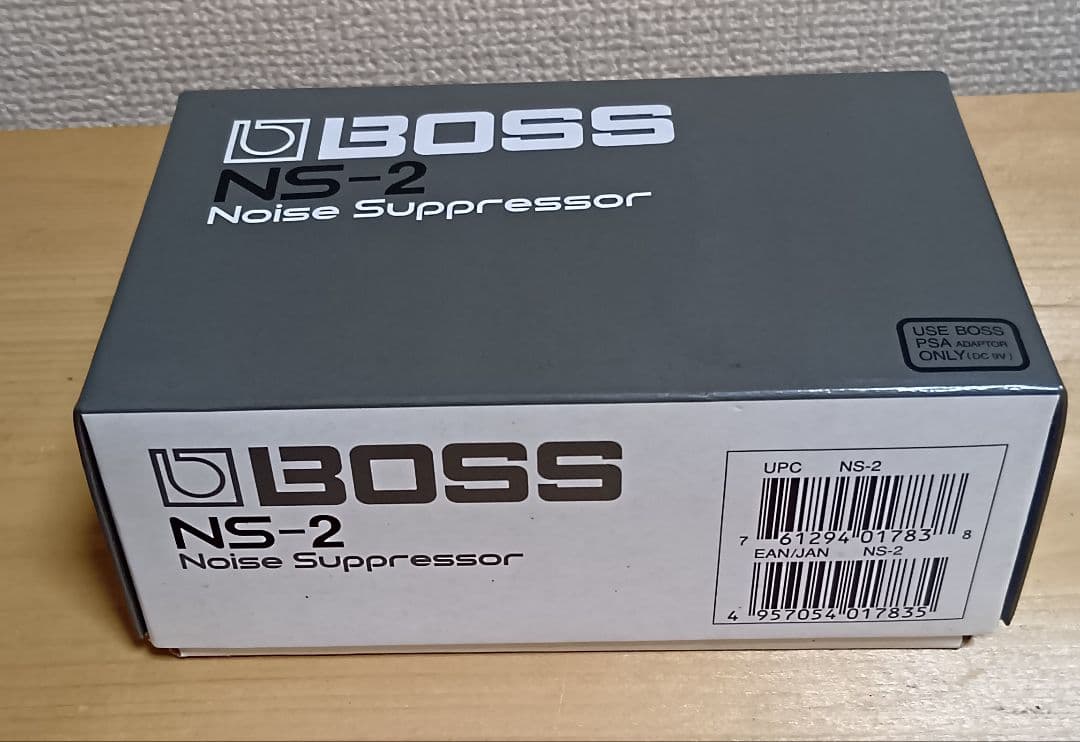 BOSS
NS-2
Noise Suppressor
USE BOSS
PSA ADAPTOR
ONLY (DC 9V)
BOSS
NS-2
Noise Suppressor
UPC NS-2
7 61294 01783 8
EAN/JAN NS-2
4 957054 017835